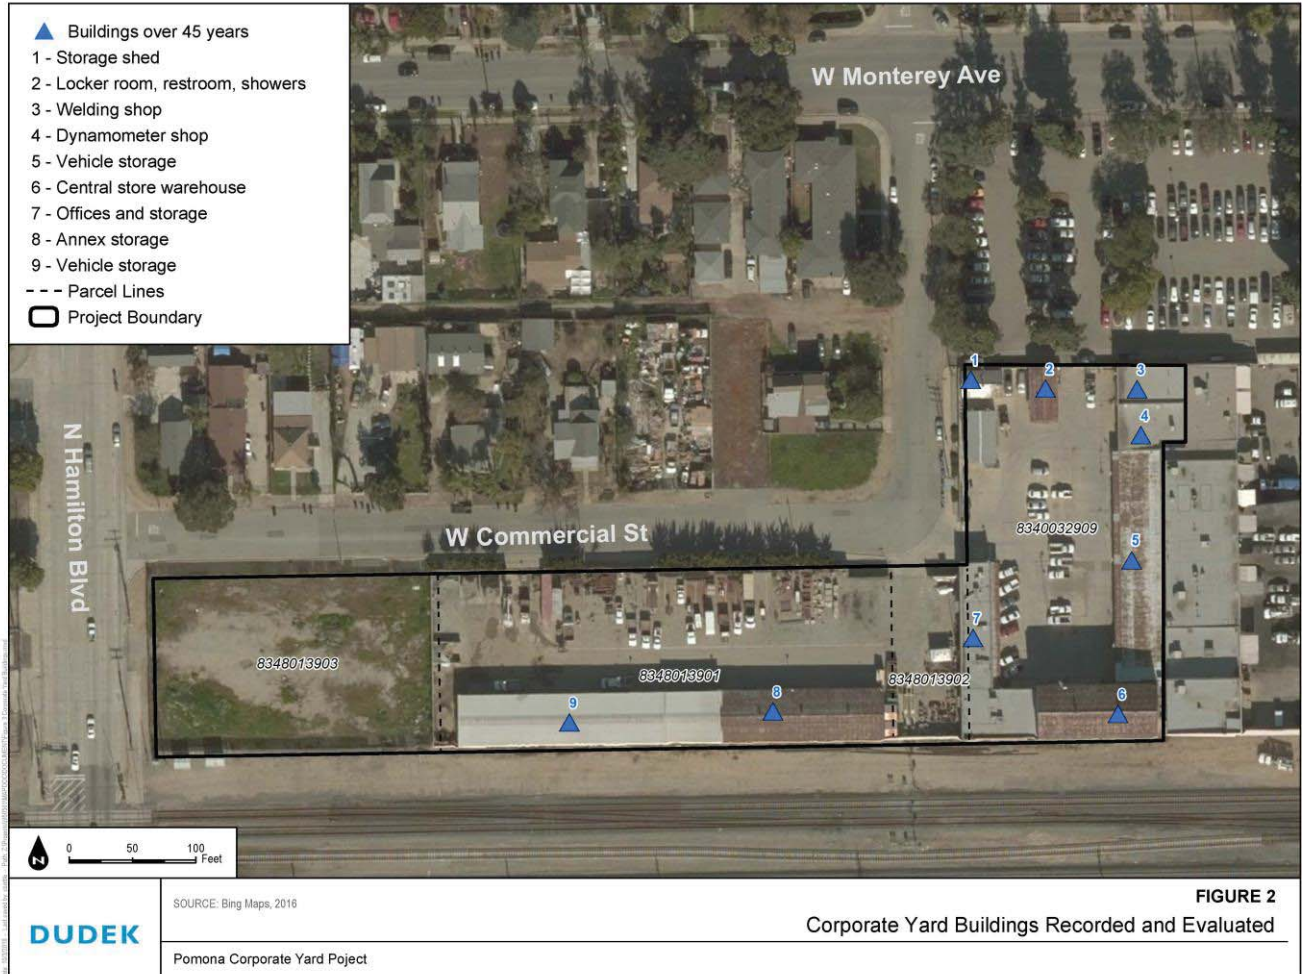 Buildings over 45 years
1 - Storage shed
2 - Locker room, restroom, showers
3 - Welding shop
4 - Dynamometer shop
5 - Vehicle storage
6 - Central store warehouse
7 - Offices and storage
8 - Annex storage
9 - Vehicle storage
Parcel Lines
Project Boundary
W Monterey Ave
N Hamilton Blvd
W Commercial St
1
2
3
4
8340032909
5
7
8348013903
8348013901
8348013902
6
8
9
N
0 50 100
Feet
DUDEK
SOURCE: Bing Maps, 2016
FIGURE 2
Corporate Yard Buildings Recorded and Evaluated
Pomona Corporate Yard Poject